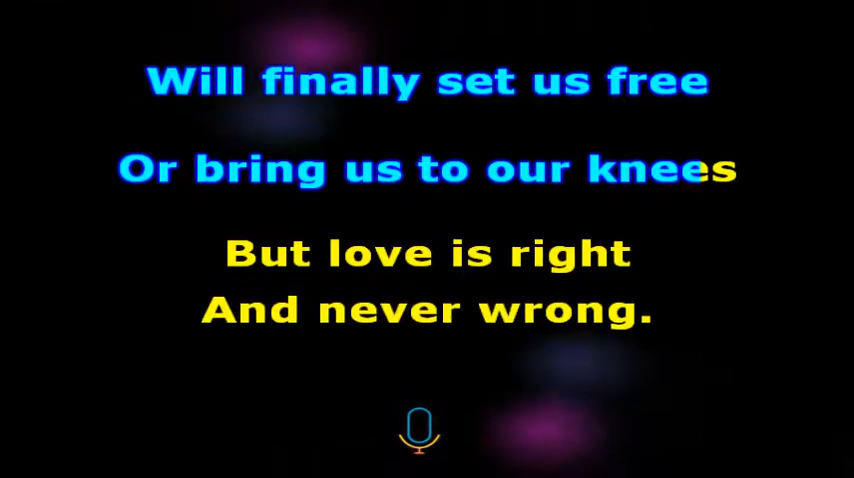 Will finally set us free
Or bring us to our knees
But love is right
And never wrong.